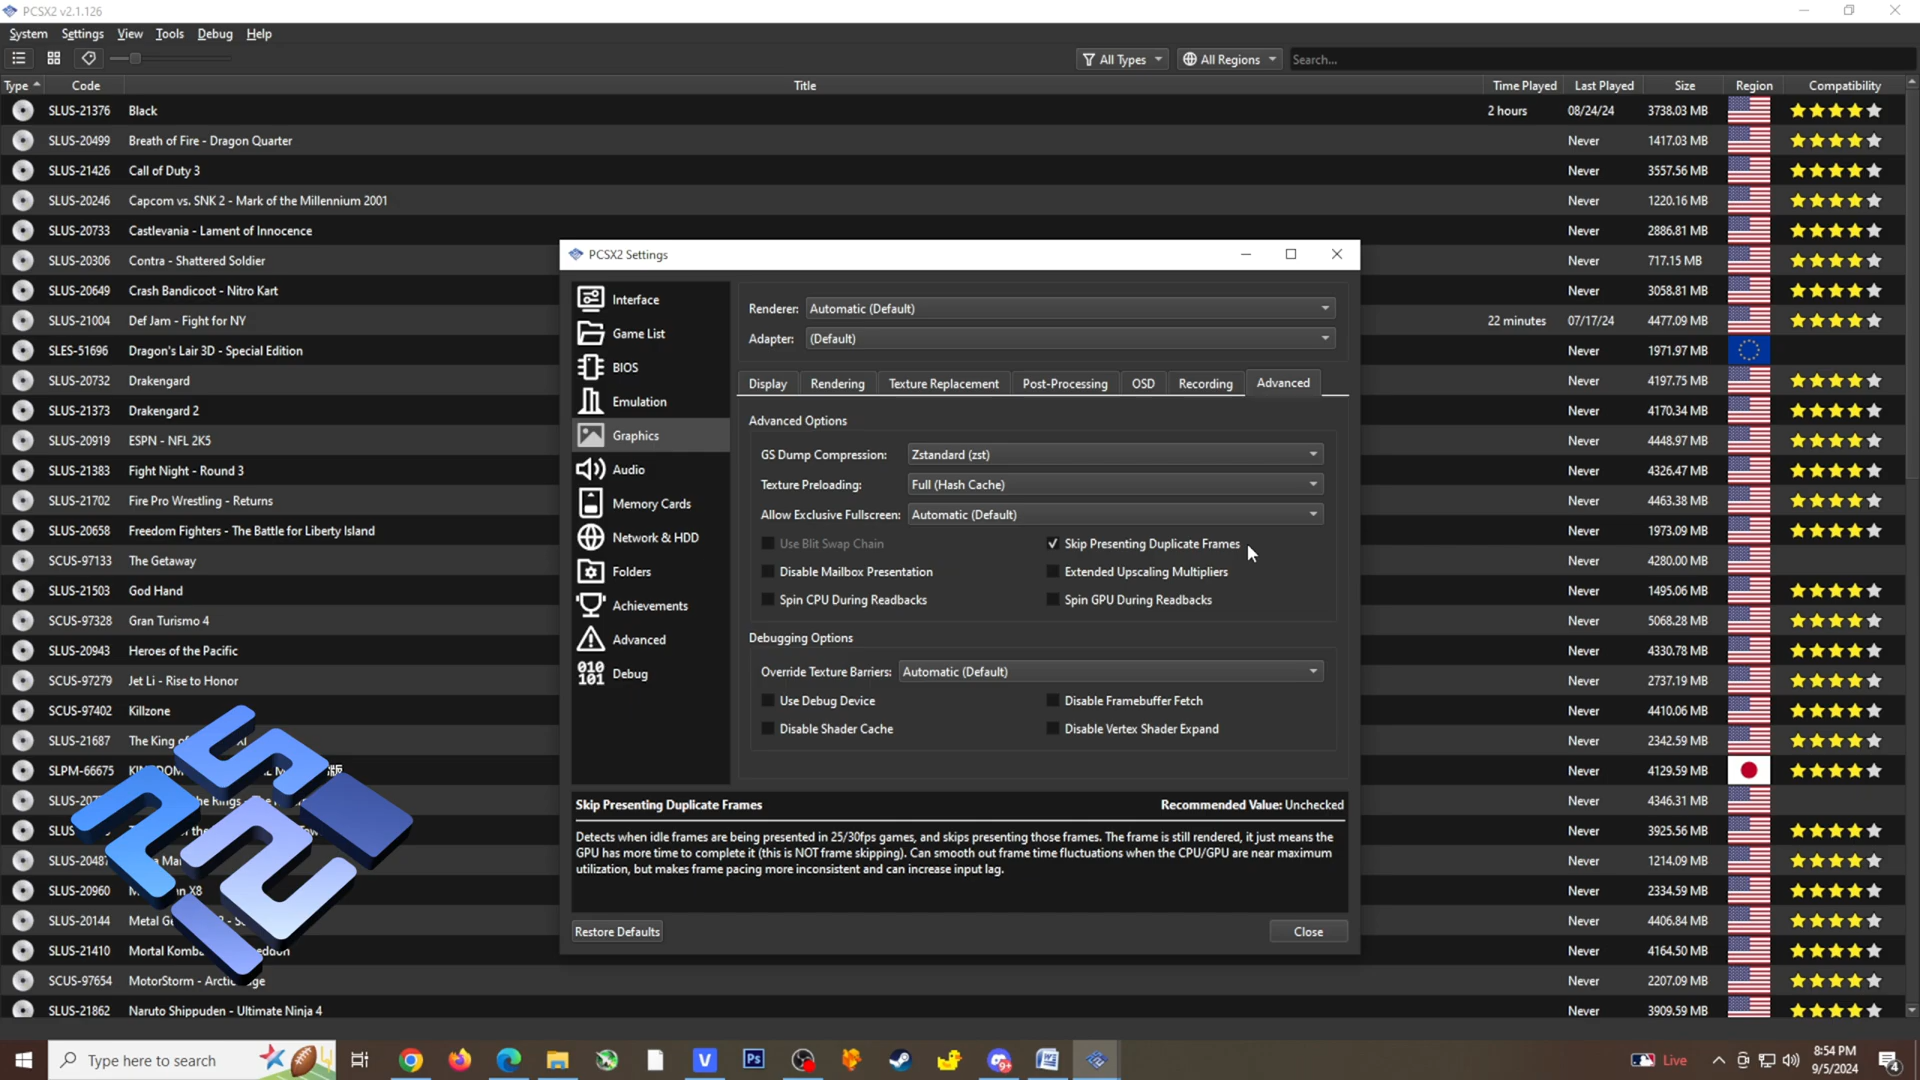 PCSX2 v2.1.126
System Settings View Tools Debug Help
All Types All Regions Search...
Type Code Title Time Played Last Played Size Region Compatibility
SLUS-21376 Black 2 hours 08/24/24 3738.03 MB
SLUS-20499 Breath of Fire - Dragon Quarter Never 1417.03 MB
SLUS-21426 Call of Duty 3 Never 3557.56 MB
SLUS-20246 Capcom vs. SNK 2 - Mark of the Millennium 2001 Never 1220.16 MB
SLUS-20733 Castlevania - Lament of Innocence Never 2886.81 MB
SLUS-20306 Contra - Shattered Soldier Never 717.15 MB
SLUS-20649 Crash Bandicoot - Nitro Kart Never 3058.81 MB
SLUS-21004 Def Jam - Fight for NY 22 minutes 07/17/24 4477.09 MB
SLES-51696 Dragon's Lair 3D - Special Edition Never 1971.97 MB
SLUS-20732 Drakengard Never 4197.75 MB
SLUS-21373 Drakengard 2 Never 4170.34 MB
SLUS-20919 ESPN - NFL 2K5 Never 4448.97 MB
SLUS-21383 Fight Night - Round 3 Never 4326.47 MB
SLUS-21702 Fire Pro Wrestling - Returns Never 4463.38 MB
SLUS-20658 Freedom Fighters - The Battle for Liberty Island Never 1973.09 MB
SCUS-97133 The Getaway Never 4280.00 MB
SLUS-21503 God Hand Never 1495.06 MB
SCUS-97328 Gran Turismo 4 Never 5068.28 MB
SLUS-20943 Heroes of the Pacific Never 4330.78 MB
SCUS-97279 Jet Li - Rise to Honor Never 2737.19 MB
SCUS-97402 Killzone Never 4410.06 MB
SLUS-21687 The King of XI Never 2342.59 MB
SLPM-66675 Never 4129.59 MB
the Kings - The Never 4346.31 MB
of the Never 3925.56 MB
Never 1214.09 MB
SLUS-20960 X8 Never 2334.59 MB
SLUS-20144 Metal Never 4406.84 MB
SLUS-21410 Mortal Never 4164.50 MB
SCUS-97654 MotorStorm - Never 2207.09 MB
SLUS-21862 Naruto Shippuden - Ultimate Ninja 4 Never 3909.59 MB
PCSX2 Settings
Interface
Game List
BIOS
Emulation
Graphics
Audio
Memory Cards
Network & HDD
Folders
Achievements
Advanced
010
101 Debug
Renderer: Automatic (Default)
Adapter: (Default)
Display Rendering Texture Replacement Post-Processing OSD Recording Advanced
Advanced Options
GS Dump Compression: Zstandard (zst)
Texture Preloading: Full (Hash Cache)
Allow Exclusive Fullscreen: Automatic (Default)
Use Blit Swap Chain Skip Presenting Duplicate Frames
Disable Mailbox Presentation Extended Upscaling Multipliers
Spin CPU During Readbacks Spin GPU During Readbacks
Debugging Options
Override Texture Barriers: Automatic (Default)
Use Debug Device Disable Framebuffer Fetch
Disable Shader Cache Disable Vertex Shader Expand
Skip Presenting Duplicate Frames Recommended Value: Unchecked
Detects when idle frames are being presented in 25/30fps games, and skips presenting those frames. The frame is still rendered, it just means the
GPU has more time to complete it (this is NOT frame skipping). Can smooth out frame time fluctuations when the CPU/GPU are near maximum
utilization, but makes frame pacing more inconsistent and can increase input lag.
Restore Defaults Close
Type here to search Live 8:54 PM
9/5/2024